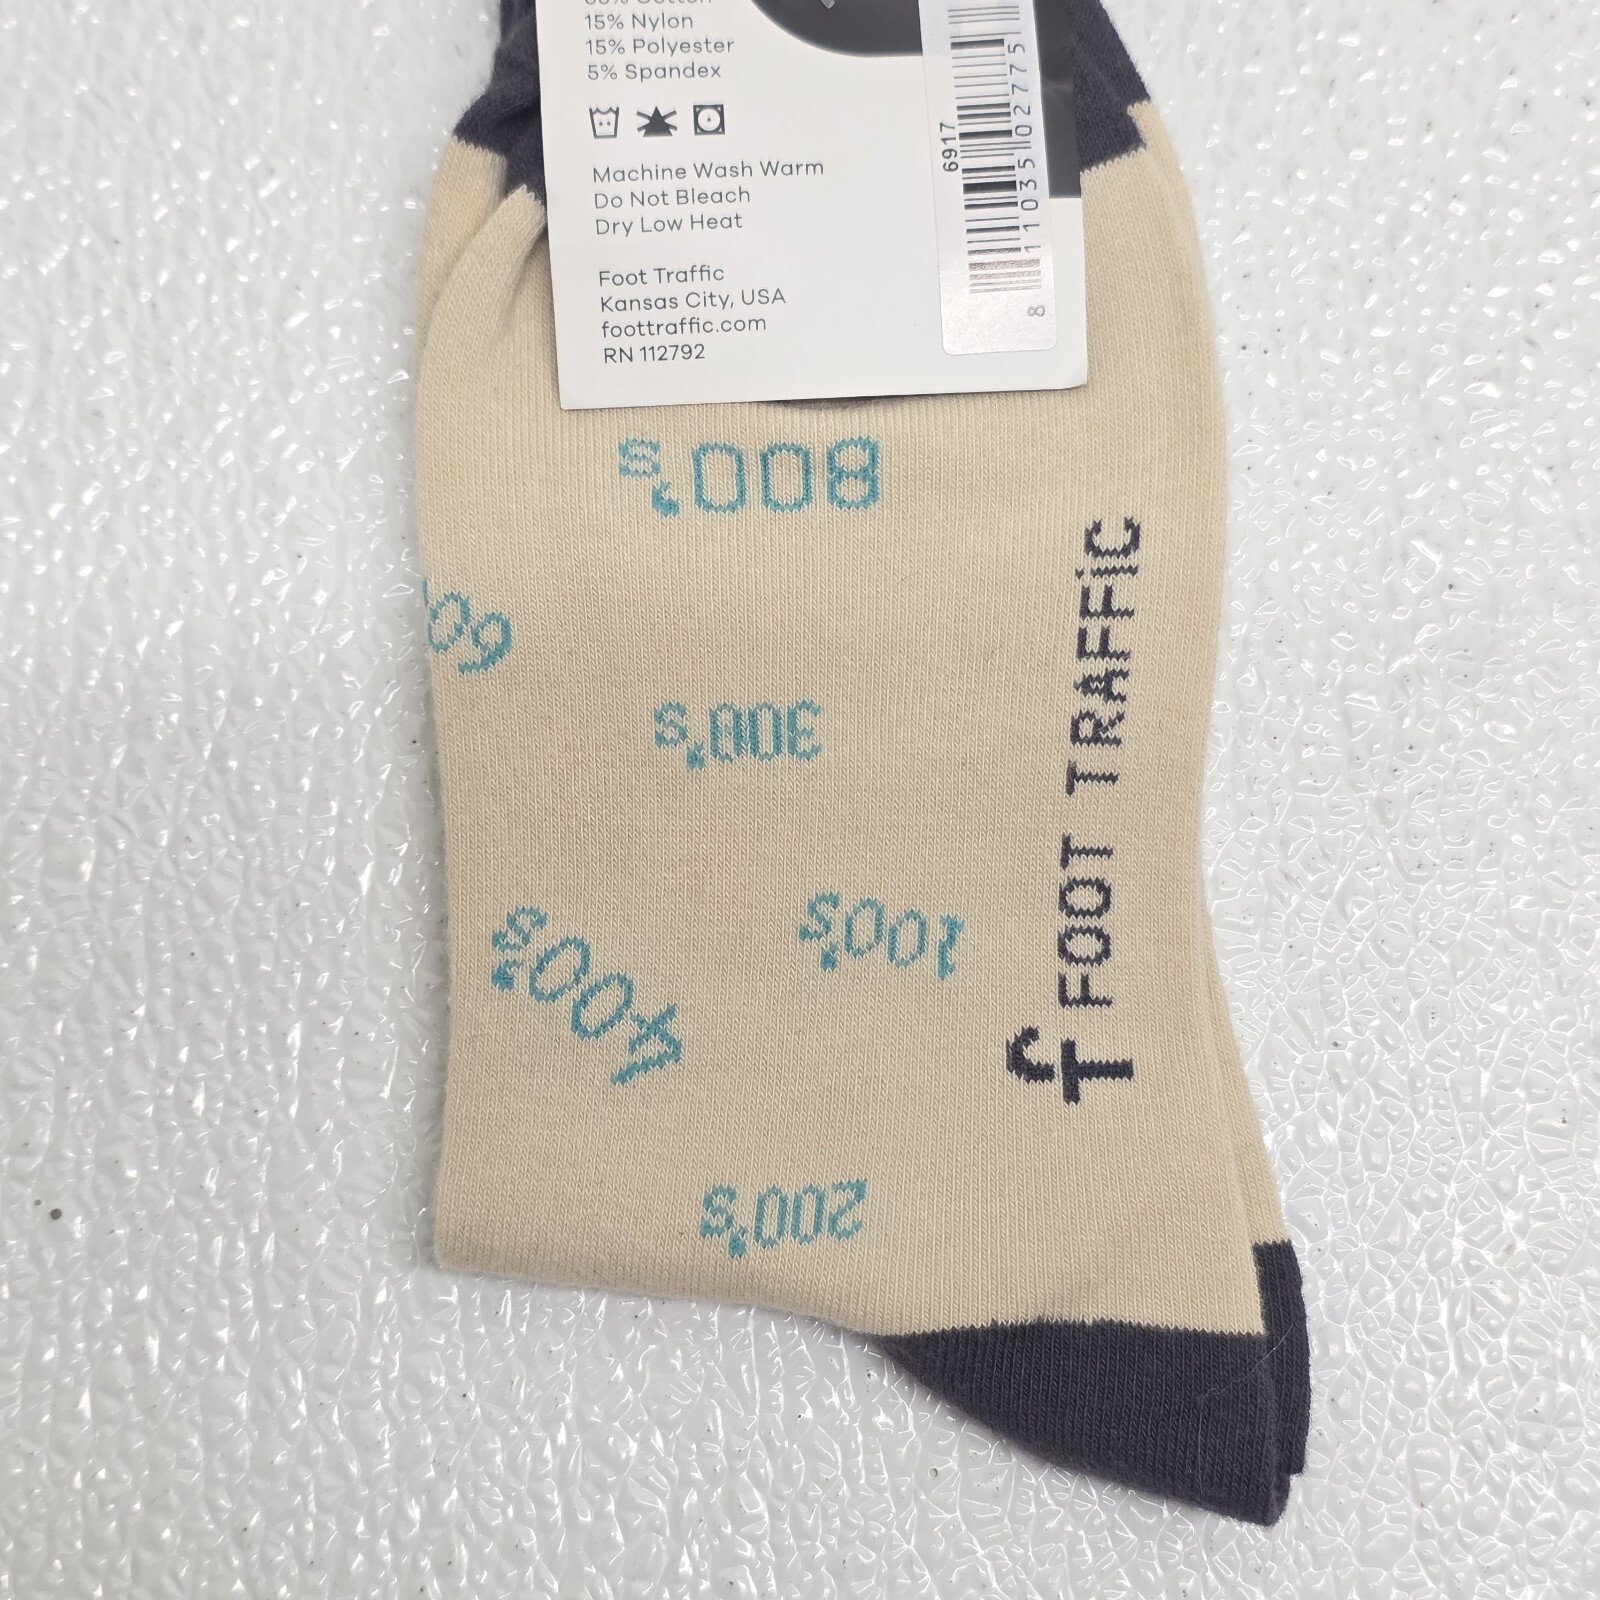 15% Nylon
15% Polyester
5% Spandex
Machine Wash Warm
Do Not Bleach
Dry Low Heat
Foot Traffic
Kansas City, USA
foottraffic.com
RN 112792
6917
8 11035 02775
800's
300's
100's
400's
200's
fT FOOT TRAFFiC